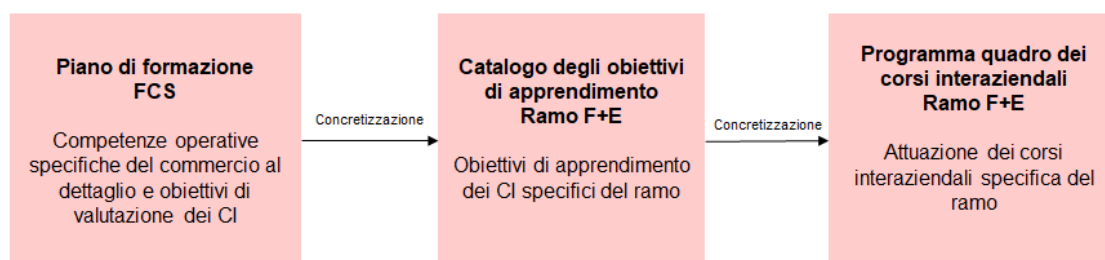 Piano di formazione
FCS
Competenze operative
specifiche del commercio al
dettaglio e obiettivi di
valutazione dei CI
Concretizzazione
Catalogo degli obiettivi
di apprendimento
Ramo F+E
Obiettivi di apprendimento
dei CI specifici del ramo
Concretizzazione
Programma quadro dei
corsi interaziendali
Ramo F+E
Attuazione dei corsi
interaziendali specifica del
ramo